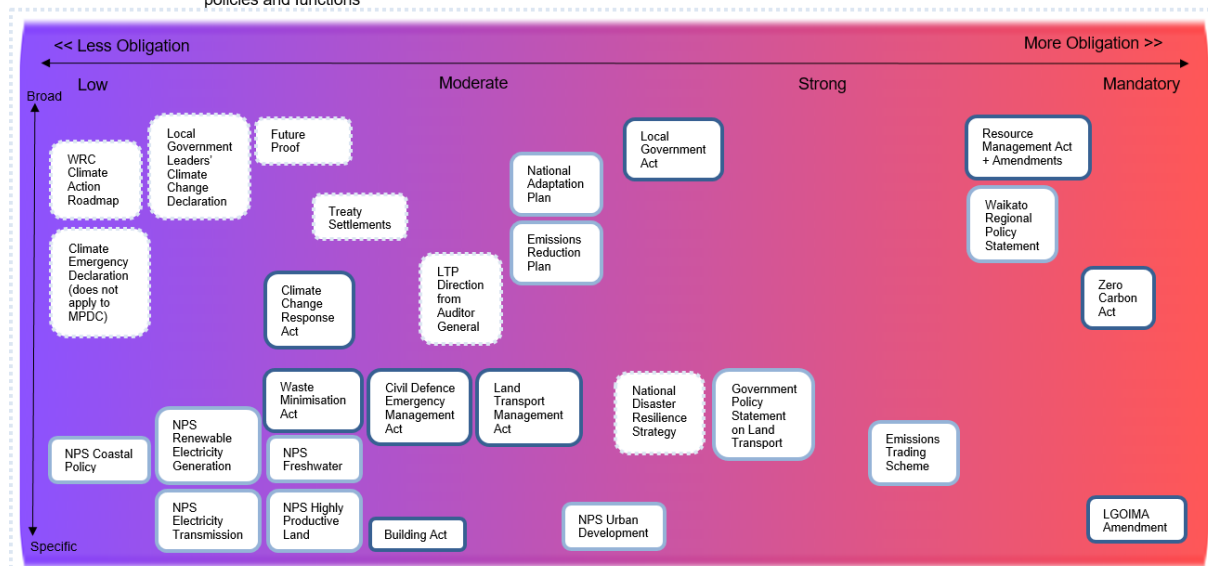 policies and functions
<< Less Obligation
More Obligation >>
Low
Moderate
Strong
Mandatory
Broad
WRC
Climate
Action
Roadmap
Local
Government
Leaders'
Climate
Change
Declaration
Future
Proof
Treaty
Settlements
National
Adaptation
Plan
Local
Government
Act
Resource
Management Act
+ Amendments
Waikato
Regional
Policy
Statement
Climate
Emergency
Declaration
(does not
apply to
MPDC)
Climate
Change
Response
Act
LTP
Direction
from
Auditor
General
Emissions
Reduction
Plan
Zero
Carbon
Act
Waste
Minimisation
Act
Civil Defence
Emergency
Management
Act
Land
Transport
Management
Act
National
Disaster
Resilience
Strategy
Government
Policy
Statement
on Land
Transport
NPS Coastal
Policy
NPS
Renewable
Electricity
Generation
NPS
Freshwater
Emissions
Trading
Scheme
NPS
Electricity
Transmission
NPS Highly
Productive
Land
Building Act
NPS Urban
Development
LGOIMA
Amendment
Specific